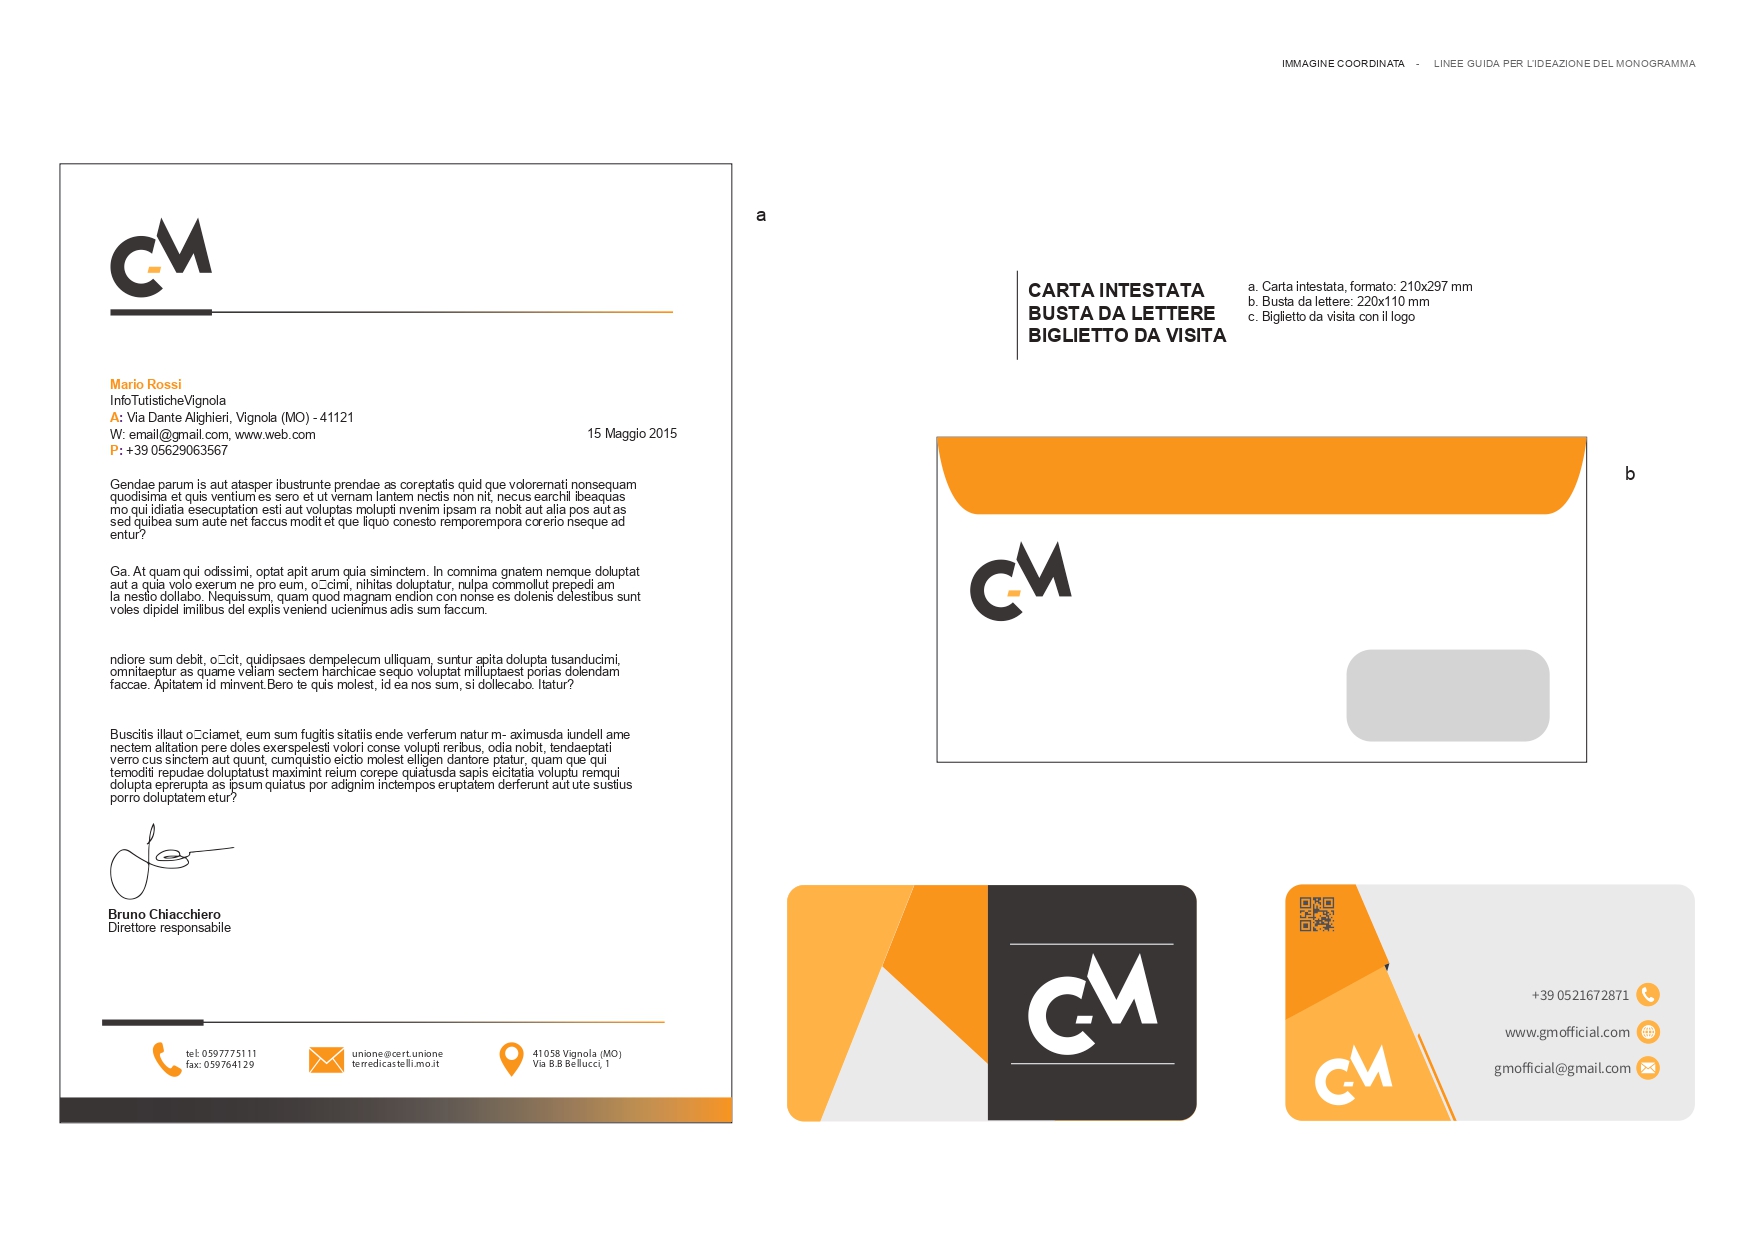 IMMAGINE COORDINATA - LINEE GUIDA PER L'IDEAZIONE DEL MONOGRAMMA
GM
a
CARTA INTESTATA
BUSTA DA LETTERE
BIGLIETTO DA VISITA
a. Carta intestata, formato: 210x297 mm
b. Busta da lettere: 220x110 mm
c. Biglietto da visita con il logo
Mario Rossi
InfoTutisticheVignola
A: Via Dante Alighieri, Vignola (MO) - 41121
W: email@gmail.com, www.web.com
P: +39 05629063567
15 Maggio 2015
Gendae parum is aut atasper ibustrunte prendae as coreptatis quid que volorernati nonsequam
quodisima et quis ventium es sero et ut vernam lantem nectis non nit, necus earchil ibeaquas
mo qui idiatia esecuptation esti aut voluptas molupti nvenim ipsam ra nobit aut alia pos aut as
sed quibea sum aute net faccus modit et que liquo conesto remporempora corerio nseque ad
entur?
Ga. At quam qui odissimi, optat apit arum quia siminctem. In comnima gnatem nemque doluptat
aut a quia volo exerum ne pro eum, o□cimi, nihitas doluptatur, nulpa commollut prepedi am
la nestio dollabo. Nequissum, quam quod magnam endion con nonse es dolenis delestibus sunt
voles dipidel imilibus del explis veniend ucienimus adis sum faccum.
ndiore sum debit, o□cit, quidipsaes dempelecum ulliquam, suntur apita dolupta tusanducimi,
omnitaeptur as quame veliam sectem harchicae sequo voluptat milluptaest porias dolendam
faccae. Apitatem id minvent.Bero te quis molest, id ea nos sum, si dollecabo. Itatur?
Buscitis illaut o□ciamet, eum sum fugitis sitatiis ende verferum natur m- aximusda iundell ame
nectem alitation pere doles exerspelesti volori conse volupti reribus, odia nobit, tendaeptati
verro cus sinctem aut quunt, cumquistio eictio molest elligen dantore ptatur, quam que qui
temoditi repudae doluptatust maximint reium corepe quiatusda sapis eicitatia voluptu remqui
dolupta eprerupta as ipsum quiatus por adignim inctempos eruptatem derferunt aut ute sustius
porro doluptatem etur?
Bruno Chiacchiero
Direttore responsabile
tel: 0597775111
fax: 059764129
unione@cert.unione
terredicastelli.mo.it
41058 Vignola (MO)
Via B.B Bellucci, 1
b
GM
GM
+39 0521672871
www.gmofficial.com
gmofficial@gmail.com
GM